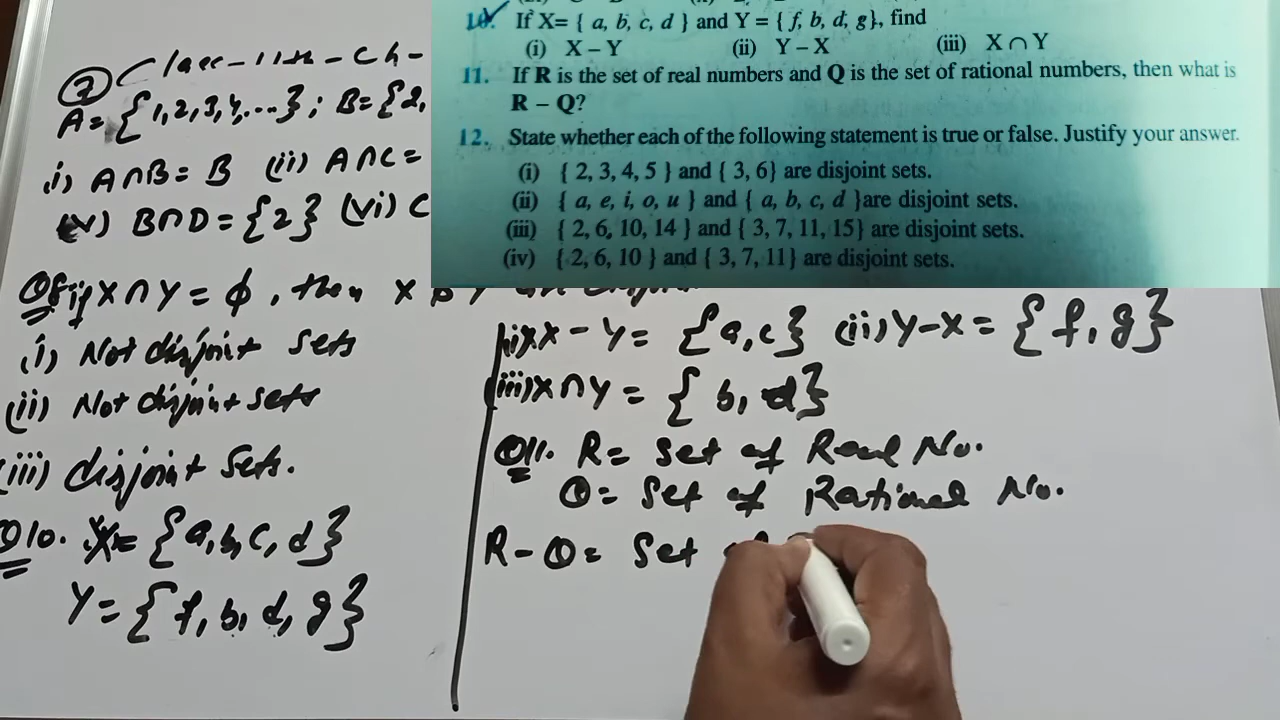 10. If X= { a, b, c, d } and Y = { f, b, d, g}, find
(i) X – Y (ii) Y – X (iii) X ∩ Y
11. If R is the set of real numbers and Q is the set of rational numbers, then what is
R – Q?
12. State whether each of the following statement is true or false. Justify your answer.
(i) { 2, 3, 4, 5 } and { 3, 6} are disjoint sets.
(ii) { a, e, i, o, u } and { a, b, c, d }are disjoint sets.
(iii) { 2, 6, 10, 14 } and { 3, 7, 11, 15} are disjoint sets.
(iv) { 2, 6, 10 } and { 3, 7, 11} are disjoint sets.
Class-11th-Ch-
A= {1,2,3,4,...}; B={2,
(i) A∩B= B (ii) A∩C=
B∩D={2} (vi) C
Q8. if X∩Y=ϕ, then X
(i) Not disjoint sets
(ii) Not disjoint sets
(iii) disjoint sets.
Q10. X= {a,b,c,d}
Y={f,b,d,g}
(i)X-Y= {a,c} (ii)Y-X= {f,g}
(iii)X∩Y= {b,d}
Q11. R= Set of Real No.
Q= Set of Rational No.
R-Q= Set